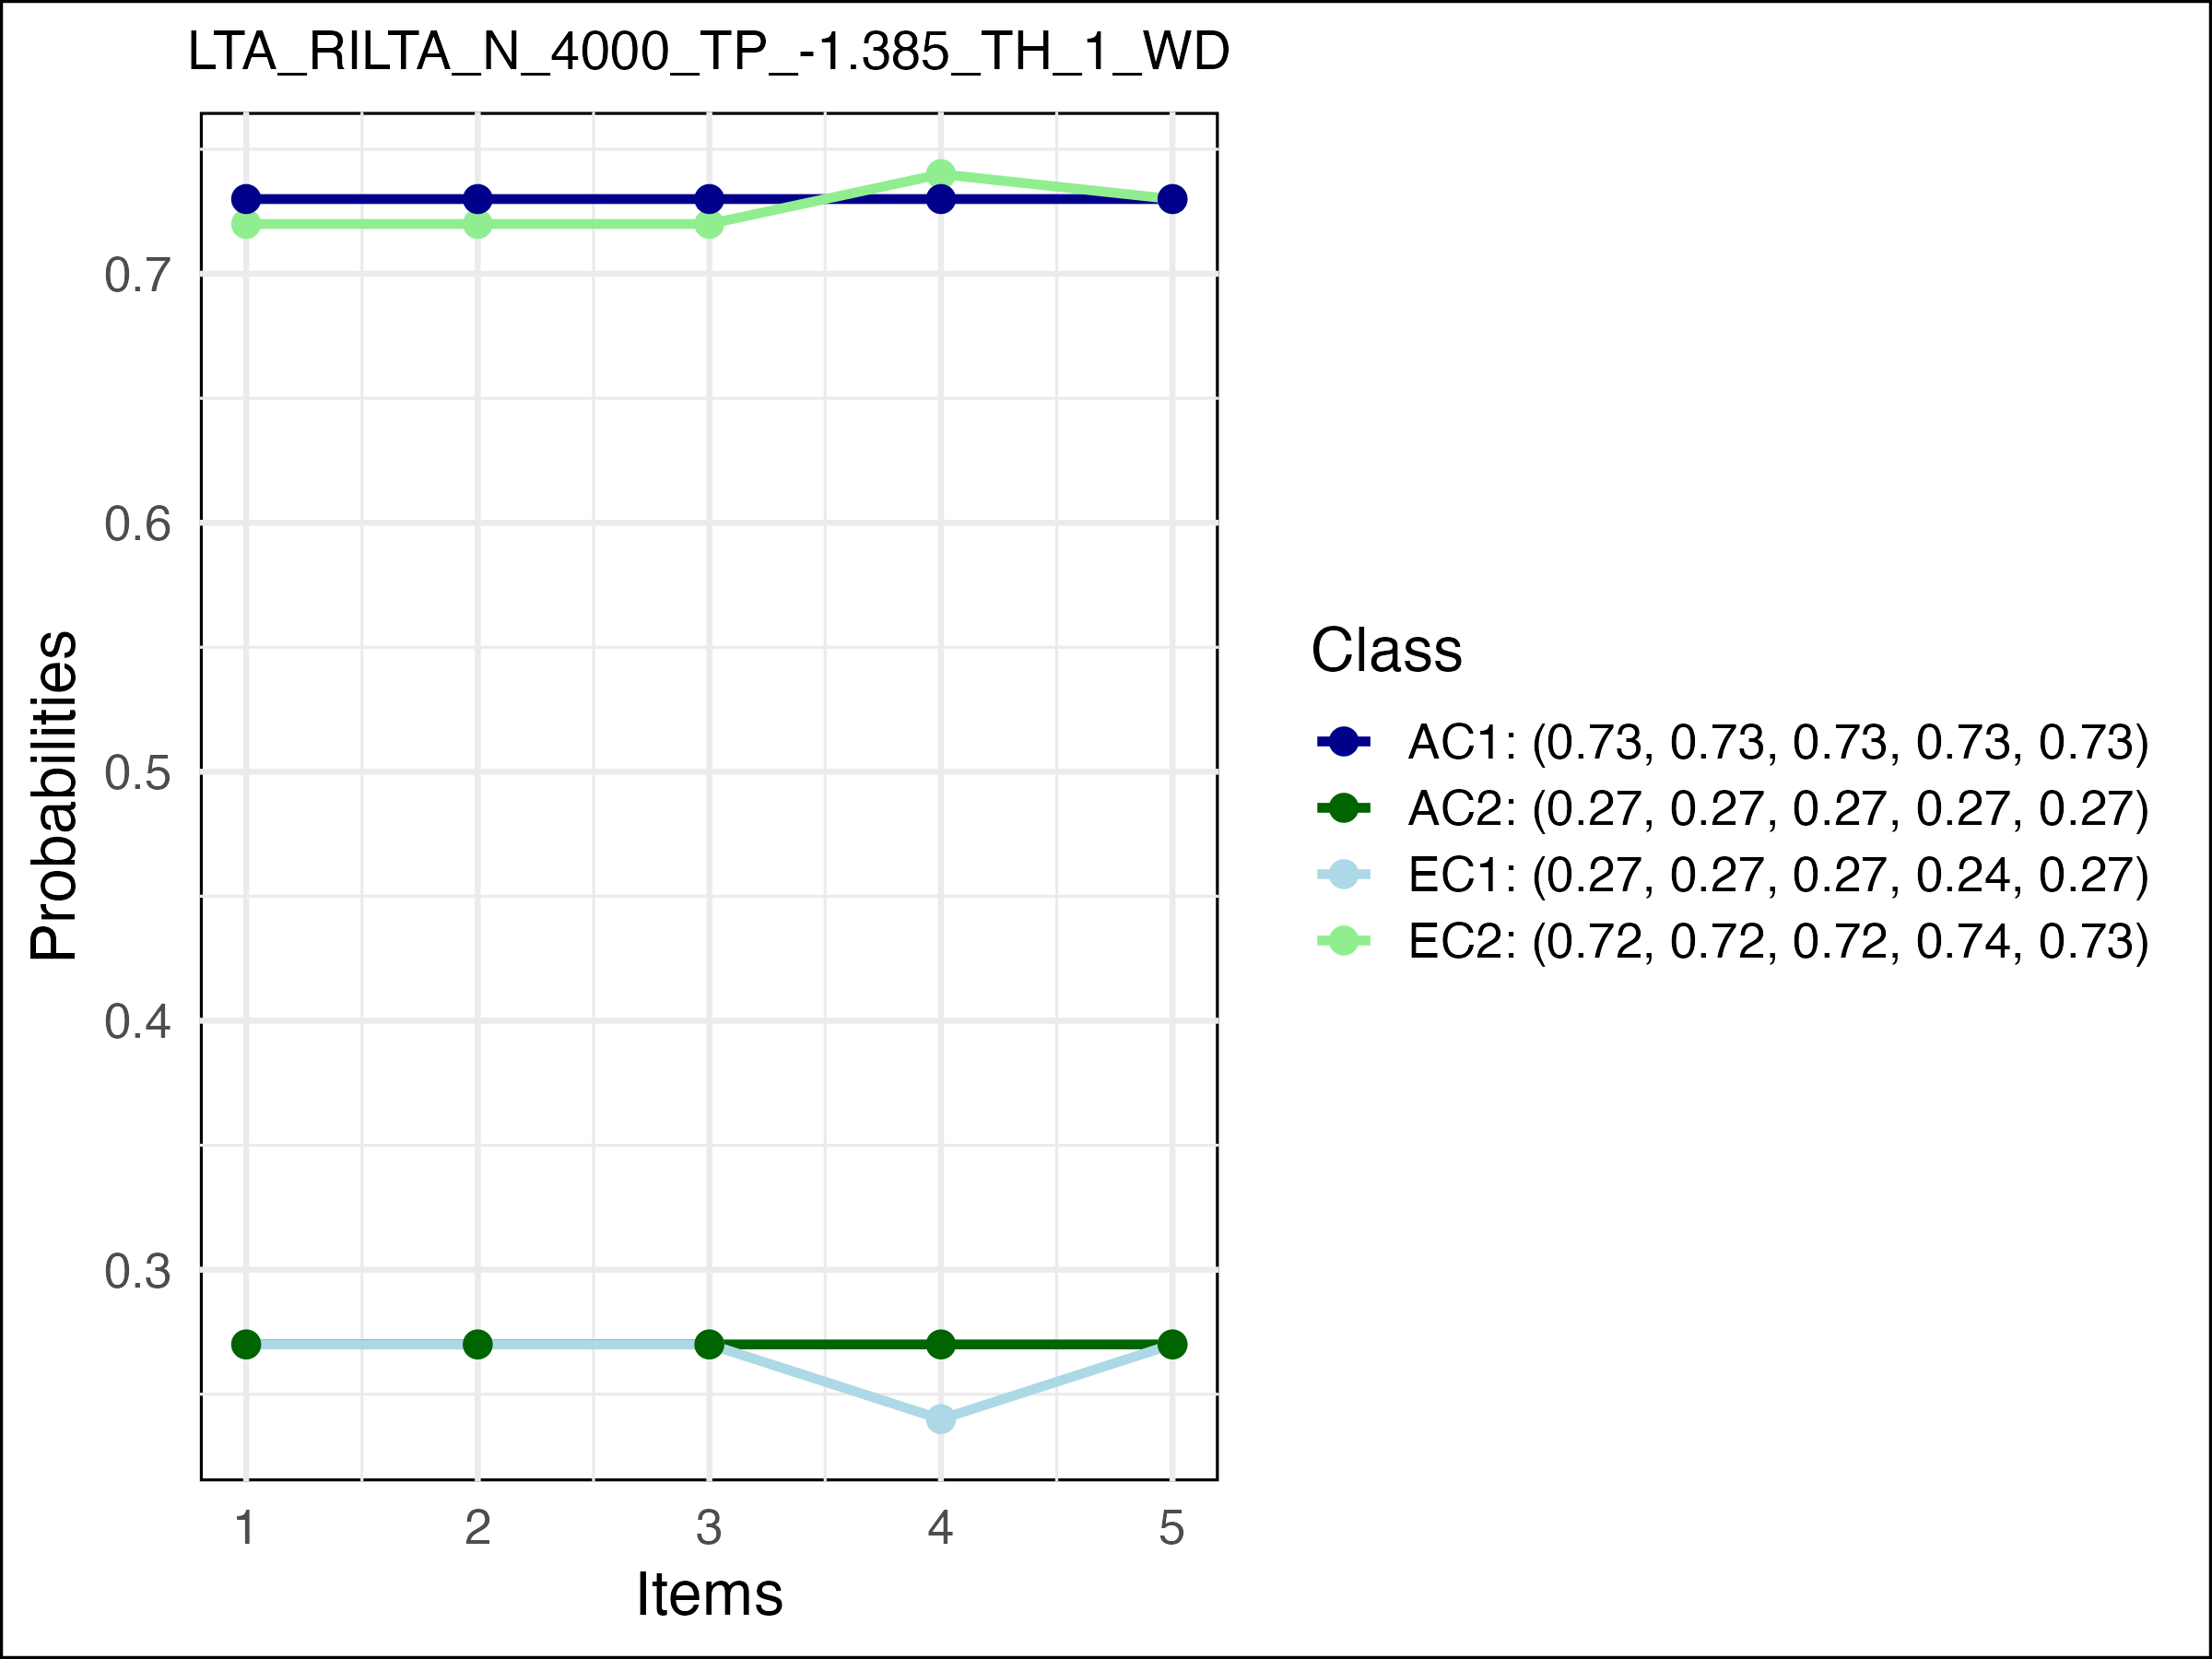 LTA_RILTA_N_4000_TP_-1.385_TH_1_WD
Probabilities
0.7
0.6
0.5
0.4
0.3
1 2 3 4 5
Items
Class
AC1: (0.73, 0.73, 0.73, 0.73, 0.73)
AC2: (0.27, 0.27, 0.27, 0.27, 0.27)
EC1: (0.27, 0.27, 0.27, 0.24, 0.27)
EC2: (0.72, 0.72, 0.72, 0.74, 0.73)